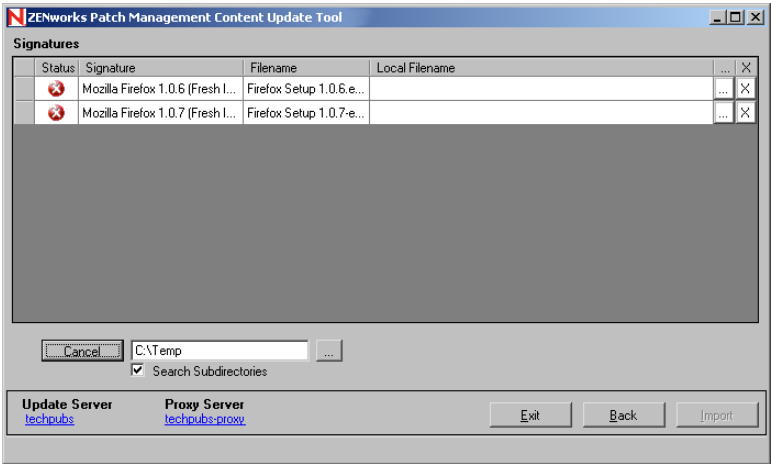 ZENworks Patch Management Content Update Tool
Signatures
Status Signature Filename Local Filename ... X
Mozilla Firefox 1.0.6 (Fresh I... Firefox Setup 1.0.6.e... ... X
Mozilla Firefox 1.0.7 (Fresh I... Firefox Setup 1.0.7-e... ... X
Cancel C:\Temp ...
Search Subdirectories
Update Server Proxy Server
techpubs techpubs-proxy Exit Back Import